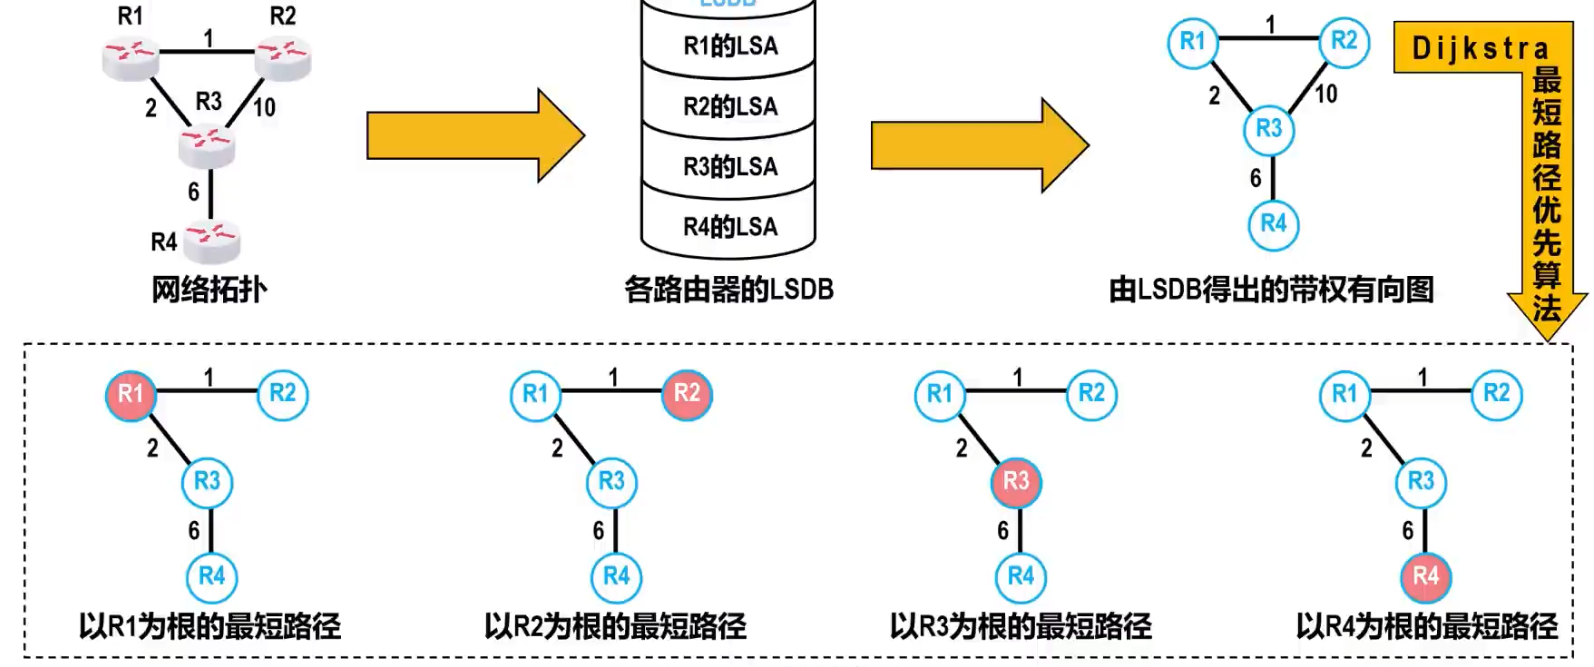 R1
R2
LSDB
1
R3
2
10
6
R4
网络拓扑
R1的LSA
R2的LSA
R3的LSA
R4的LSA
各路由器的LSDB
R1
1
R2
2
10
R3
6
R4
由LSDB得出的带权有向图
Dijkstra
最短路径优先算法
R1
1
R2
2
R3
6
R4
以R1为根的最短路径
R1
1
R2
2
R3
6
R4
以R2为根的最短路径
R1
1
R2
2
R3
6
R4
以R3为根的最短路径
R1
1
R2
2
R3
6
R4
以R4为根的最短路径